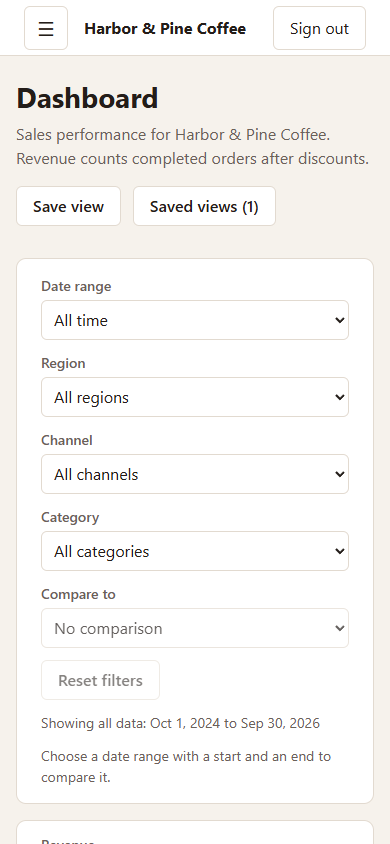 ☰ Harbor & Pine Coffee Sign out
Dashboard
Sales performance for Harbor & Pine Coffee.
Revenue counts completed orders after discounts.
Save view Saved views (1)
Date range
All time
Region
All regions
Channel
All channels
Category
All categories
Compare to
No comparison
Reset filters
Showing all data: Oct 1, 2024 to Sep 30, 2026
Choose a date range with a start and an end to
compare it.
Revenue